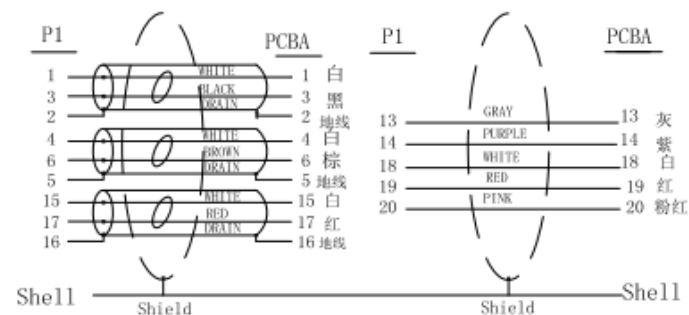 P1 PCBA
1 WHITE 1 白
3 BLACK 3 黑
2 DRAIN 2 地线
4 WHITE 4 白
6 BROWN 6 棕
5 DRAIN 5 地线
15 WHITE 15 白
17 RED 17 红
16 DRAIN 16 地线
P1 PCBA
13 GRAY 13 灰
14 PURPLE 14 紫
18 WHITE 18 白
19 RED 19 红
20 PINK 20 粉红
Shell Shield Shield Shell